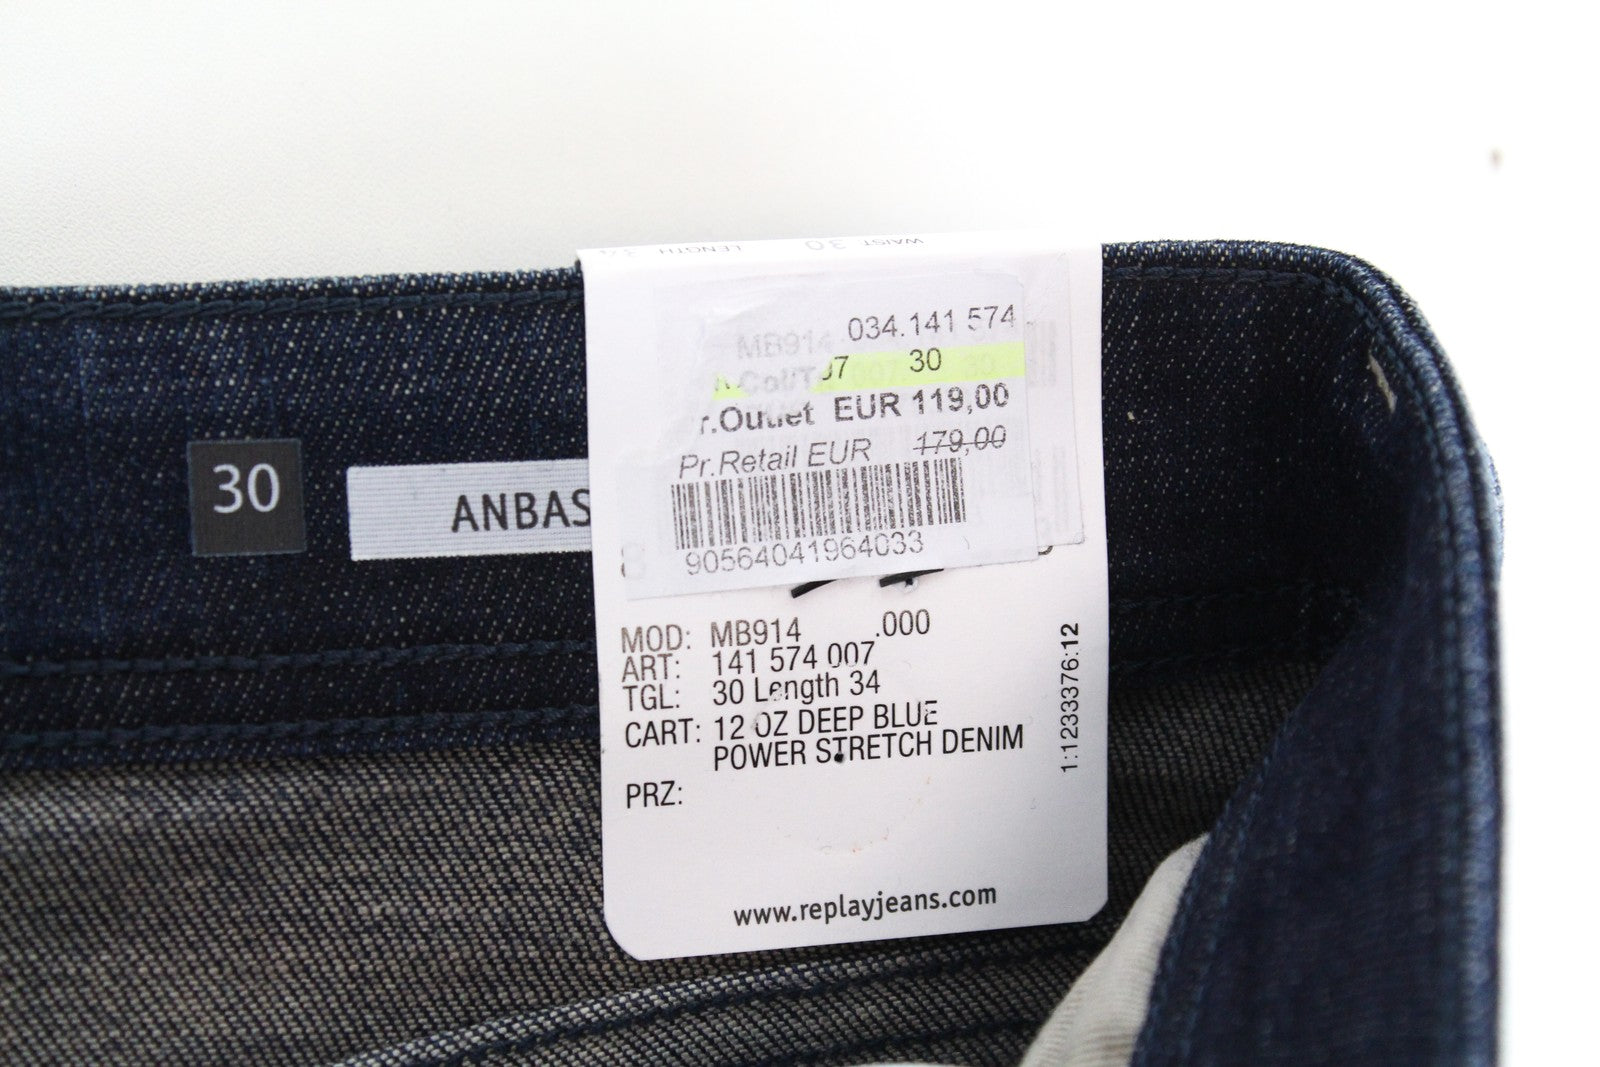 LENGTH 34 WAIST 30
MB914 034.141 574
Col/T 07 30
r.Outlet EUR 119,00
Pr.Retail EUR 179,00
90564041964033
30
ANBAS
MOD: MB914 .000
ART: 141 574 007
TGL: 30 Length 34
CART: 12 OZ DEEP BLUE
POWER STRETCH DENIM
PRZ:
1:1233376:12
www.replayjeans.com